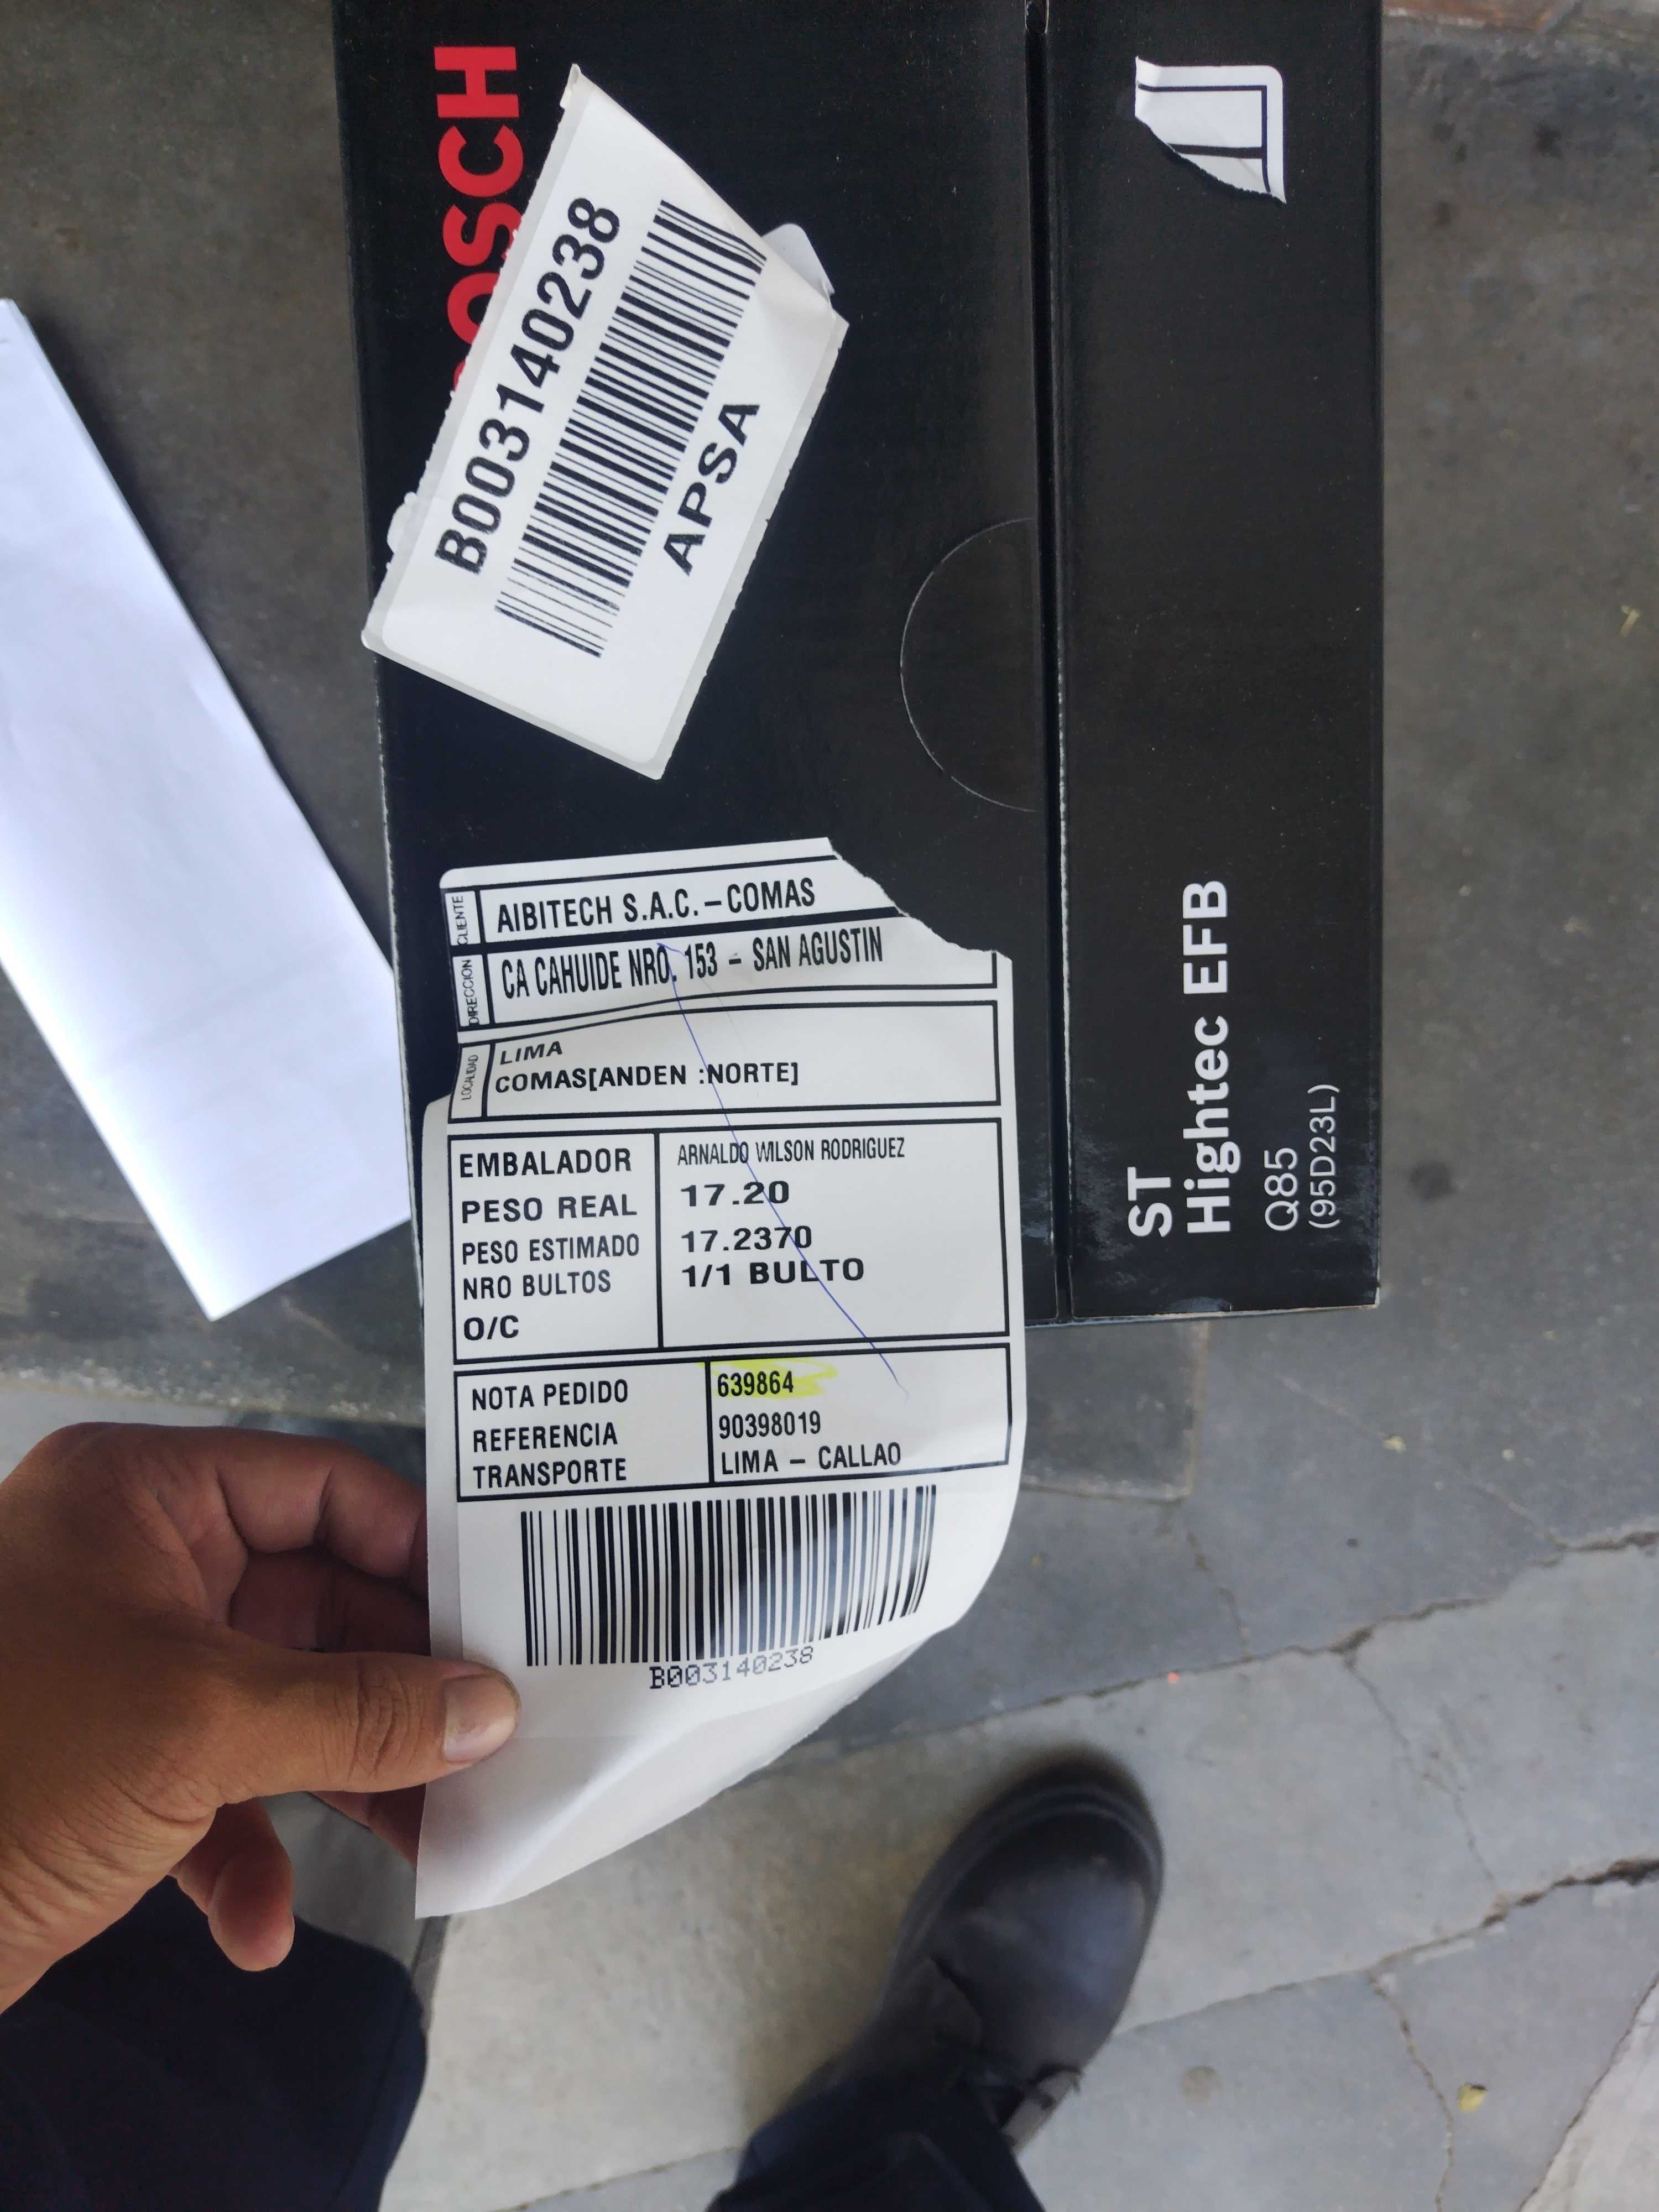 BOSCH
B003140238
APSA
CLIENTE
AIBITECH S.A.C. – COMAS
DIRECCION
CA CAHUIDE NRO. 153 – SAN AGUSTIN
LOCALIDAD
LIMA
COMAS[ANDEN :NORTE]
EMBALADOR ARNALDO WILSON RODRIGUEZ
PESO REAL 17.20
PESO ESTIMADO 17.2370
NRO BULTOS 1/1 BULTO
O/C
NOTA PEDIDO 639864
REFERENCIA 90398019
TRANSPORTE LIMA – CALLAO
B003140238
ST
Hightec EFB
Q85
(95D23L)